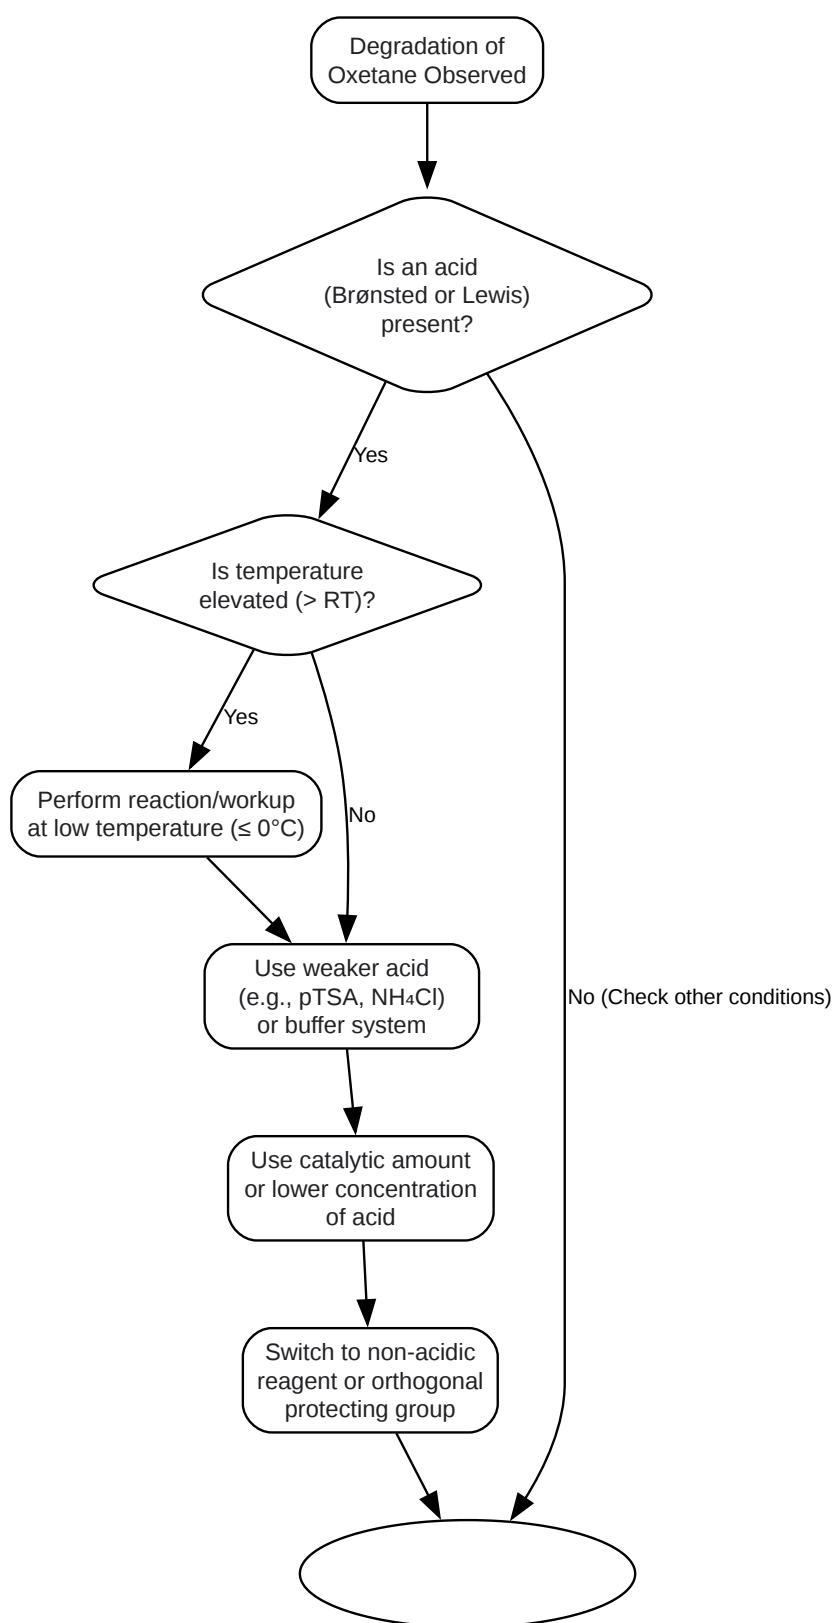 Degradation of
Oxetane Observed
Is an acid
(Brønsted or Lewis)
present?
Yes
Is temperature
elevated (> RT)?
Yes
Perform reaction/workup
at low temperature (≤ 0°C)
No
Use weaker acid
(e.g., pTSA, NH₄Cl)
or buffer system
No (Check other conditions)
Use catalytic amount
or lower concentration
of acid
Switch to non-acidic
reagent or orthogonal
protecting group